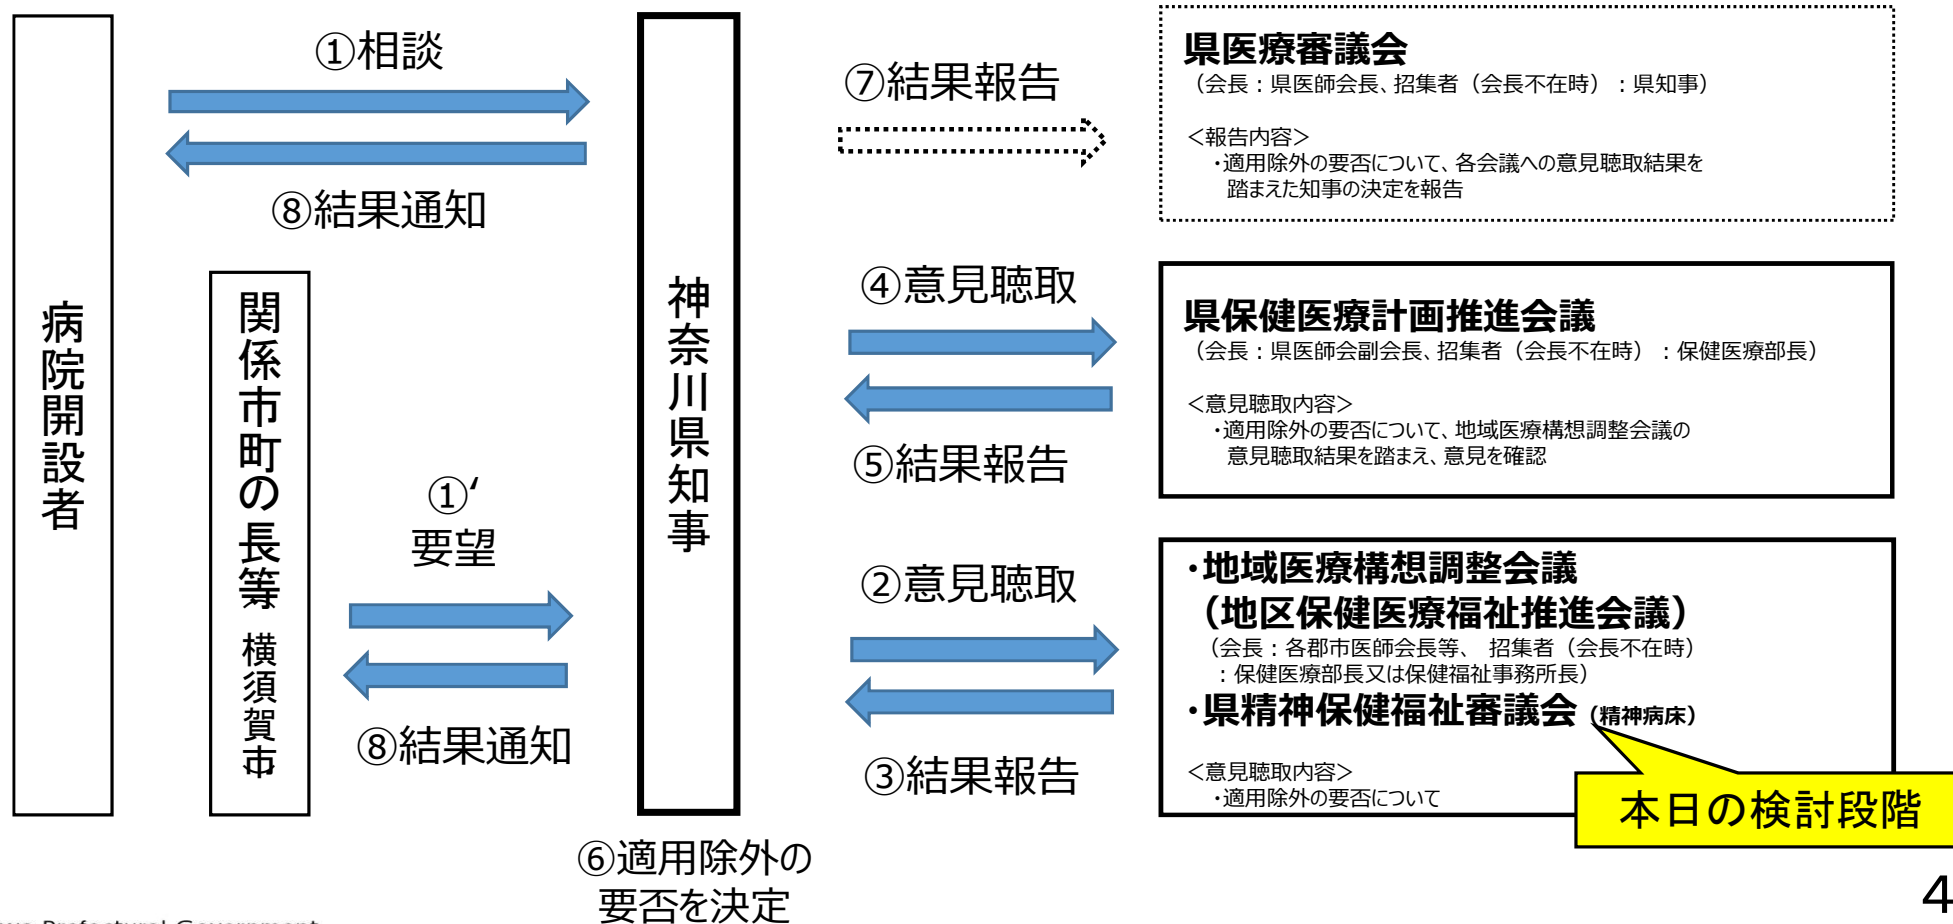 ①相談
⑧結果通知
病院開設者
関係市町の長等 横須賀市
①‘
要望
⑧結果通知
神奈川県知事
⑥適用除外の
要否を決定
⑦結果報告
④意見聴取
⑤結果報告
②意見聴取
③結果報告
県医療審議会
（会長：県医師会長、招集者（会長不在時）：県知事）
＜報告内容＞
・適用除外の要否について、各会議への意見聴取結果を
踏まえた知事の決定を報告
県保健医療計画推進会議
（会長：県医師会副会長、招集者（会長不在時）：保健医療部長）
＜意見聴取内容＞
・適用除外の要否について、地域医療構想調整会議の
意見聴取結果を踏まえ、意見を確認
・地域医療構想調整会議
（地区保健医療福祉推進会議）
（会長：各郡市医師会長等、 招集者（会長不在時）
：保健医療部長又は保健福祉事務所長）
・県精神保健福祉審議会（精神病床）
＜意見聴取内容＞
・適用除外の要否について
本日の検討段階
4